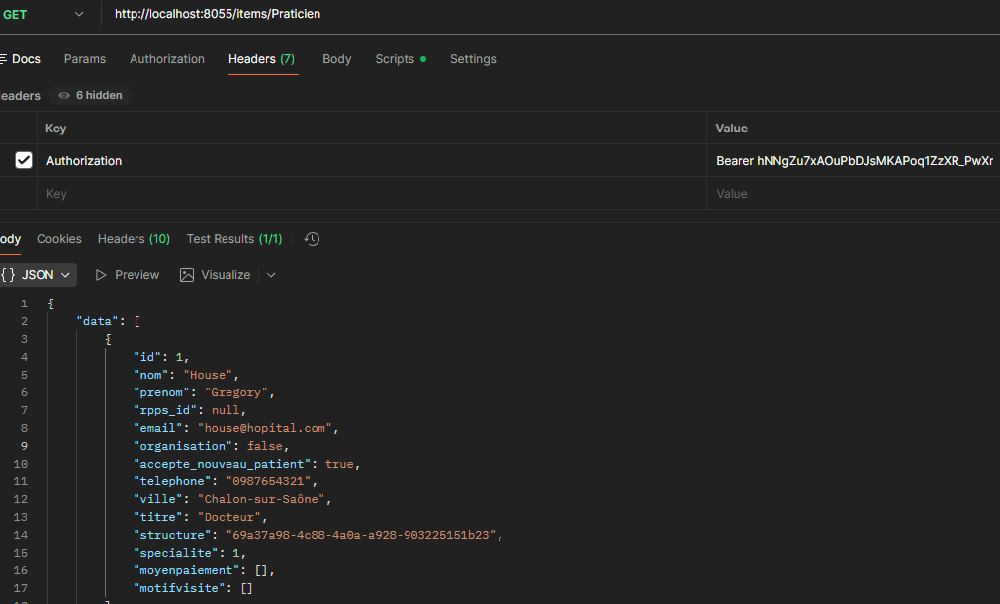 GET http://localhost:8055/items/Praticien
Docs Params Authorization Headers (7) Body Scripts Settings
eaders 6 hidden
Key Value
Authorization Bearer hNNgZu7xAOuPbDJsMKAPoq1ZzXR_PwXr
Key Value
ody Cookies Headers (10) Test Results (1/1)
{} JSON Preview Visualize
1 {
2 "data": [
3 {
4 "id": 1,
5 "nom": "House",
6 "prenom": "Gregory",
7 "rpps_id": null,
8 "email": "house@hopital.com",
9 "organisation": false,
10 "accepte_nouveau_patient": true,
11 "telephone": "0987654321",
12 "ville": "Chalon-sur-Saône",
13 "titre": "Docteur",
14 "structure": "69a37a98-4c88-4a0a-a928-903225151b23",
15 "specialite": 1,
16 "moyenpaiement": [],
17 "motifvisite": []